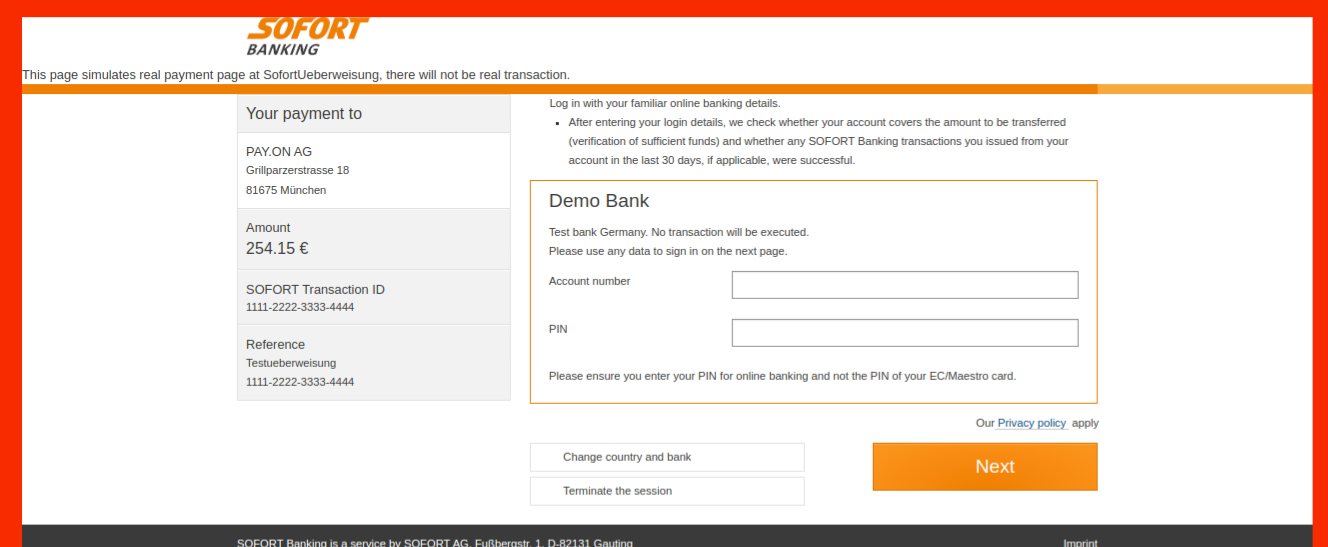 SOFORT
BANKING
This page simulates real payment page at SofortUeberweisung, there will not be real transaction.
Your payment to
PAY.ON AG
Grillparzerstrasse 18
81675 München
Amount
254.15 €
SOFORT Transaction ID
1111-2222-3333-4444
Reference
Testueberweisung
1111-2222-3333-4444
Log in with your familiar online banking details.
After entering your login details, we check whether your account covers the amount to be transferred
(verification of sufficient funds) and whether any SOFORT Banking transactions you issued from your
account in the last 30 days, if applicable, were successful.
Demo Bank
Test bank Germany. No transaction will be executed.
Please use any data to sign in on the next page.
Account number
PIN
Please ensure you enter your PIN for online banking and not the PIN of your EC/Maestro card.
Our Privacy policy apply
Change country and bank
Next
Terminate the session
SOFORT Banking is a service by SOFORT AG, Fußbergstr. 1, D-82131 Gauting
Imprint